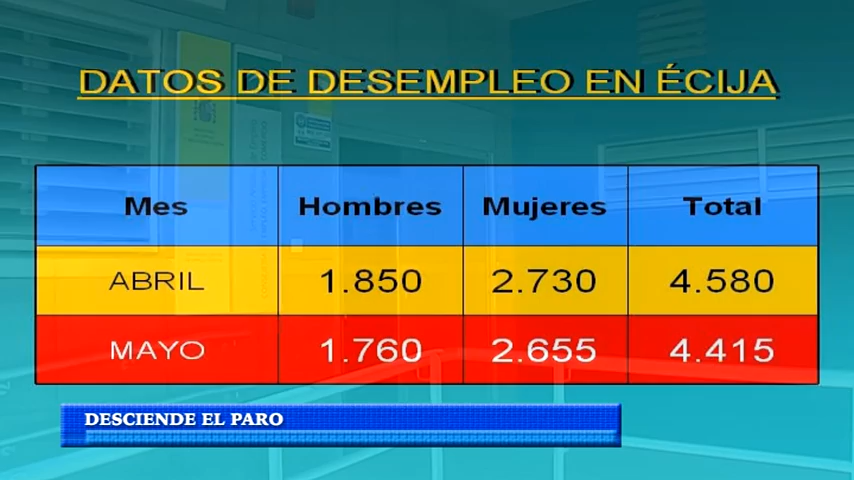 DATOS DE DESEMPLEO EN ÉCIJA
Mes Hombres Mujeres Total
ABRIL 1.850 2.730 4.580
MAYO 1.760 2.655 4.415
DESCIENDE EL PARO